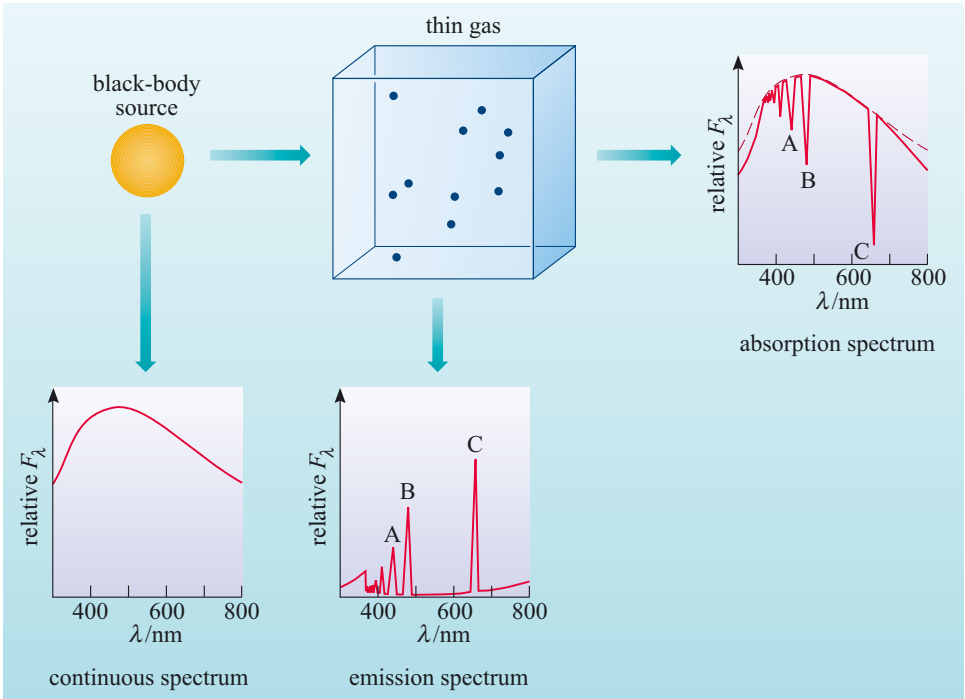 thin gas
black-body
source
relative Fλ
A
B
C
400
600
800
λ/nm
absorption spectrum
relative Fλ
400
600
800
λ/nm
continuous spectrum
relative Fλ
A
B
C
400
600
800
λ/nm
emission spectrum